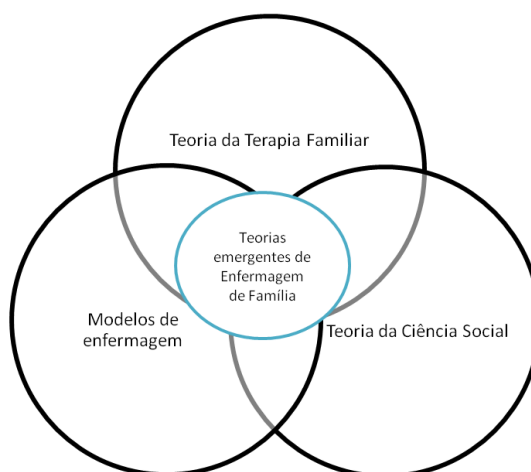 Teoria da Terapia Familiar
Teorias
emergentes de
Enfermagem
de Família
Modelos de
enfermagem
Teoria da Ciência Social